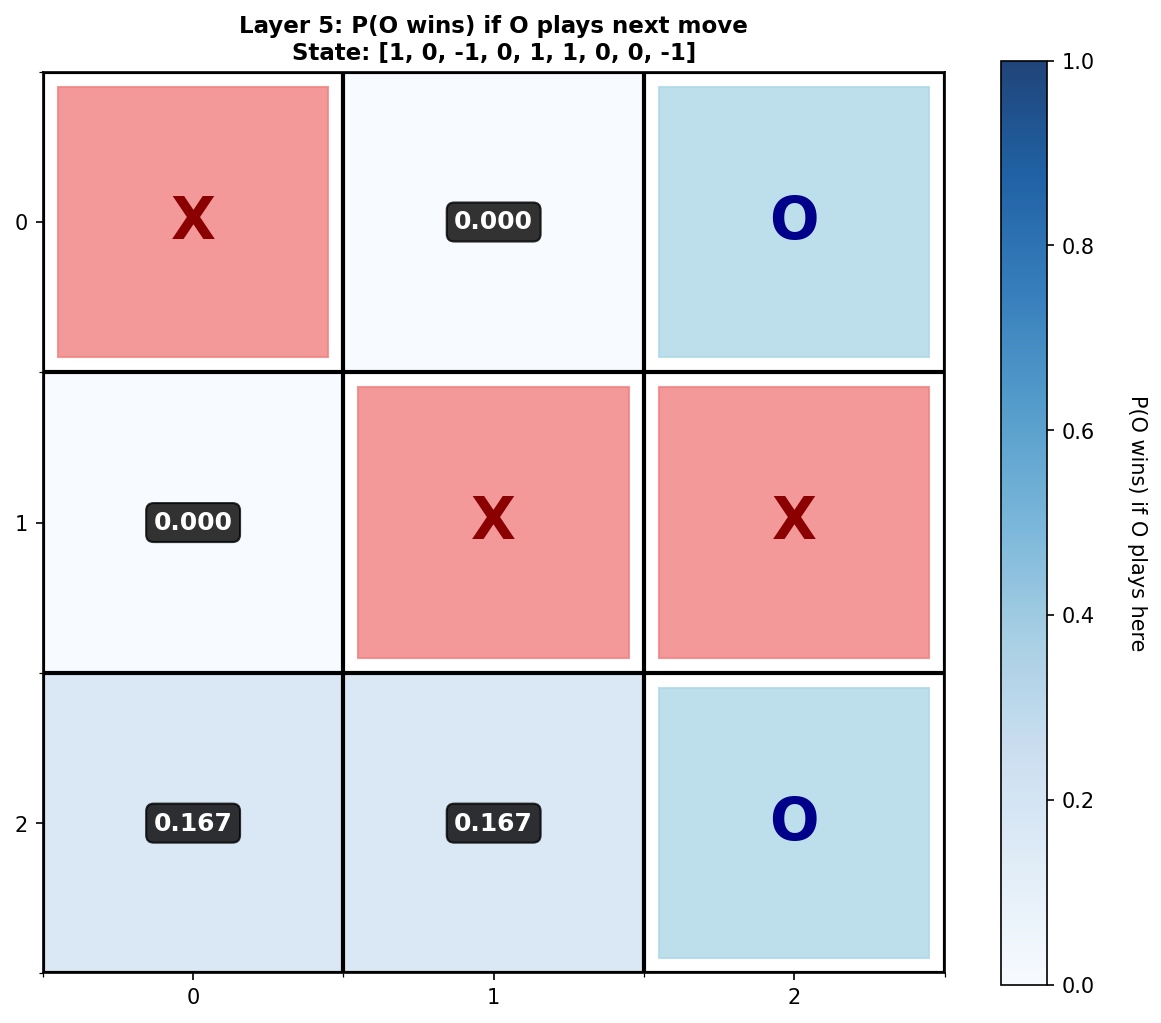 Layer 5: P(O wins) if O plays next move
State: [1, 0, -1, 0, 1, 1, 0, 0, -1]
X
0.000
O
0.000
X
X
0.167
0.167
O
0
1
2
0
1
2
1.0
0.8
0.6
0.4
0.2
0.0
P(O wins) if O plays here